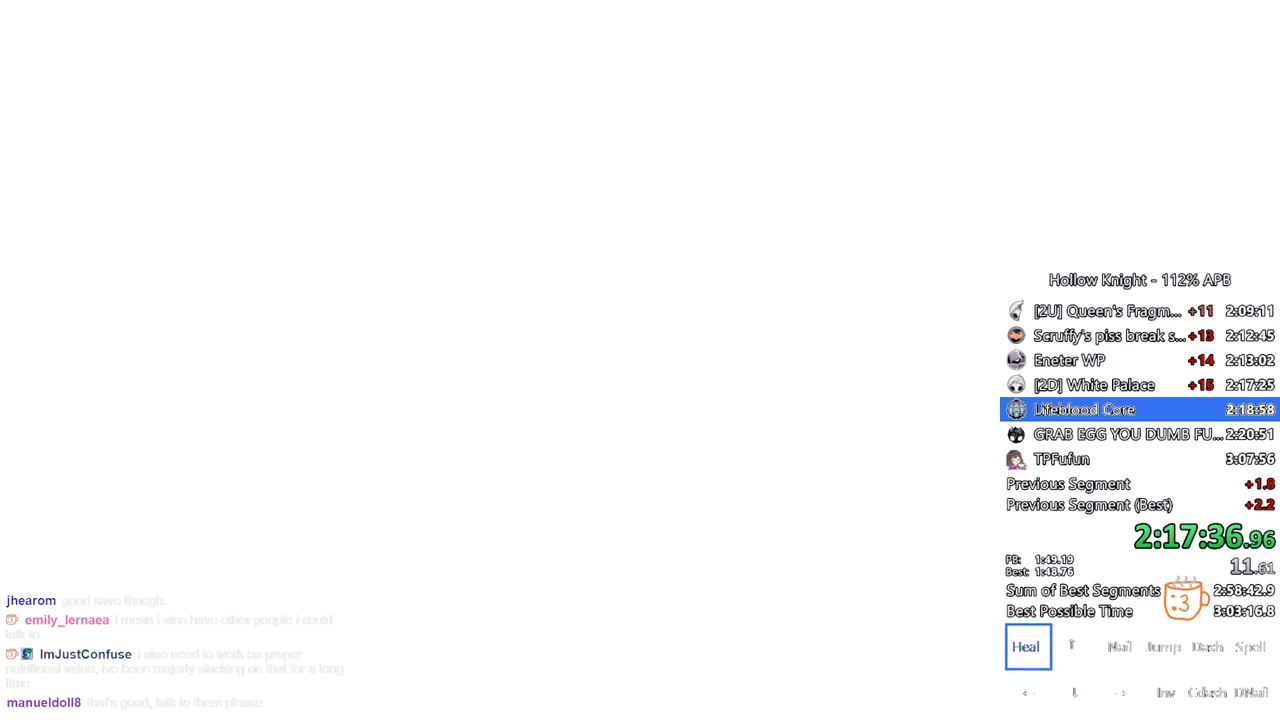 Hollow Knight - 112% APB
[2U] Queen's Fragm... +11 2:09:11
Scruffy's piss break s... +13 2:12:45
Eneter WP +14 2:13:02
[2D] White Palace +15 2:17:25
Lifeblood Core 2:18:58
GRAB EGG YOU DUMB FU... 2:20:51
TPFufun 3:07:56
Previous Segment +1.8
Previous Segment (Best) +2.2
2:17:36.96
PB: 1:49.19
Best: 1:48.76
11.61
Sum of Best Segments 2:58:42.9
Best Possible Time 3:03:16.8
:3
Heal ↑ Nail Jump Dash Spell
← ↓ → Inv Cdash DNail
jhearom good save though.
emily_lernaea i mean i also have other people i could
talk to
ImJustConfuse i also need to work on proper
nutritional value, ive been majorly slacking on that for a long
time
manueldoll8 that's good, talk to them please